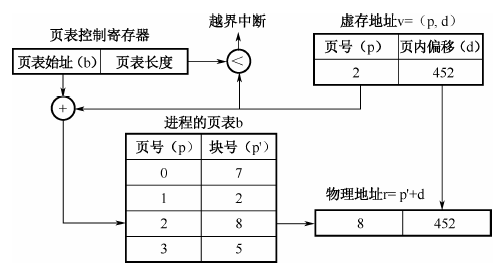 越界中断
虚存地址v=(p, d)
页表控制寄存器
页号（p） 页内偏移（d）
页表始址（b） 页表长度
<
2 452
+
进程的页表b
页号（p） 块号（p'）
0 7
1 2
2 8
3 5
物理地址r= p'+d
8 452